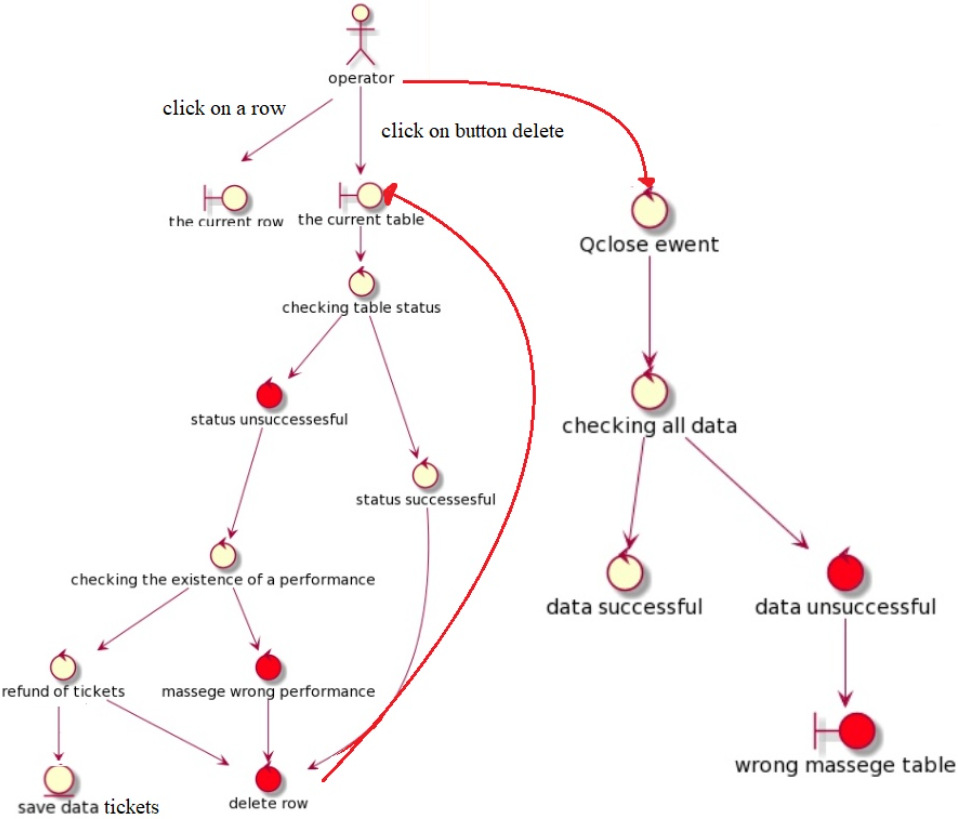 operator
click on a row
click on button delete
the current row
the current table
Qclose ewent
checking table status
status unsuccessesful
checking all data
status successesful
checking the existence of a performance
data successful
data unsuccessful
refund of tickets
massege wrong performance
wrong massege table
save data tickets
delete row